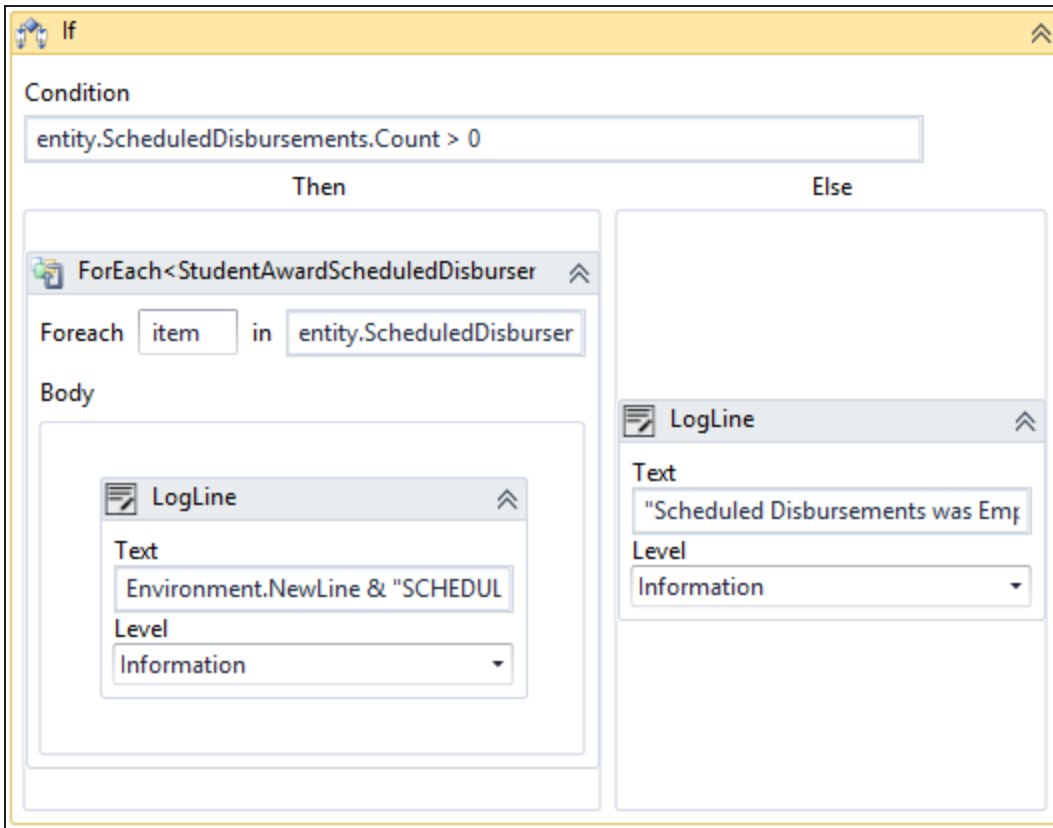 If
Condition
entity.ScheduledDisbursements.Count > 0
Then
Else
ForEach<StudentAwardScheduledDisburser
Foreach item in entity.ScheduledDisburser
Body
LogLine
Text
Environment.NewLine & "SCHEDUL
Level
Information
LogLine
Text
"Scheduled Disbursements was Emp
Level
Information